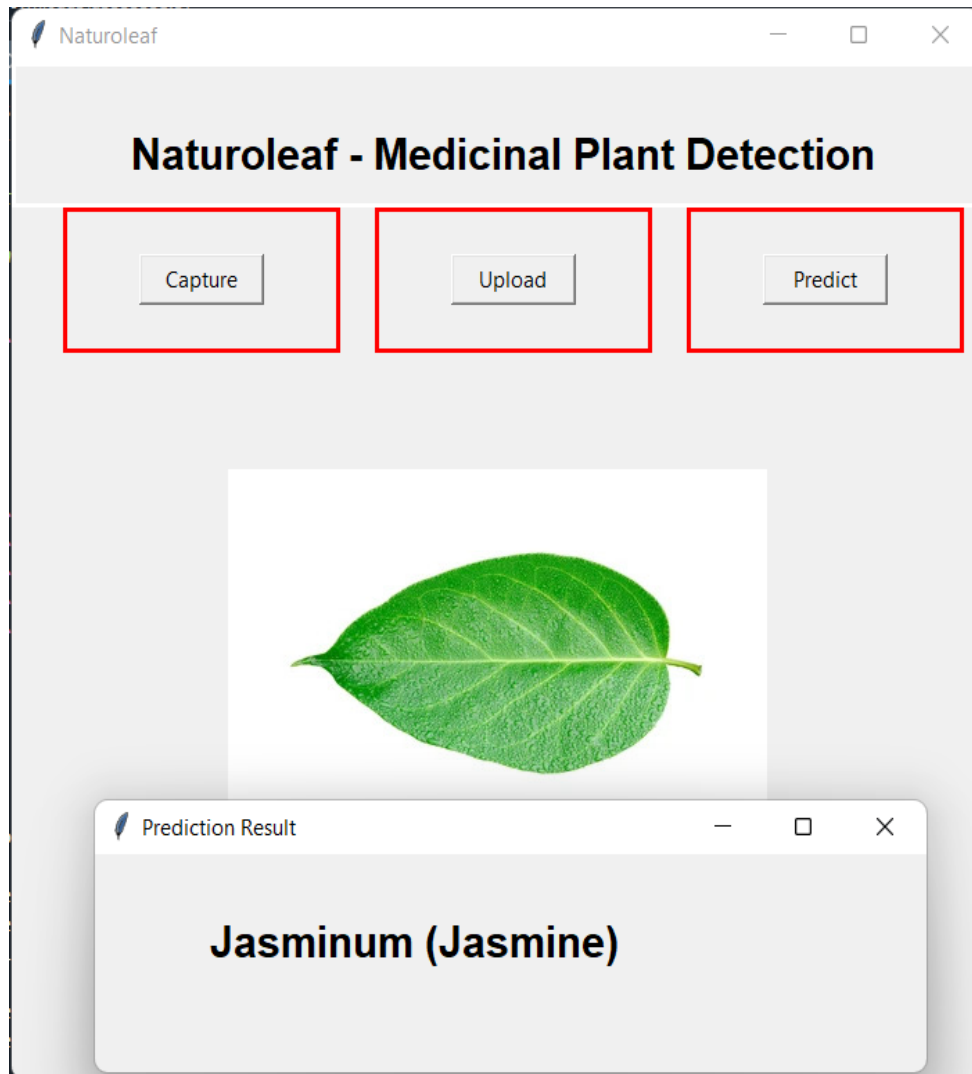 Naturoleaf
Naturoleaf - Medicinal Plant Detection
Capture
Upload
Predict
Prediction Result
Jasminum (Jasmine)